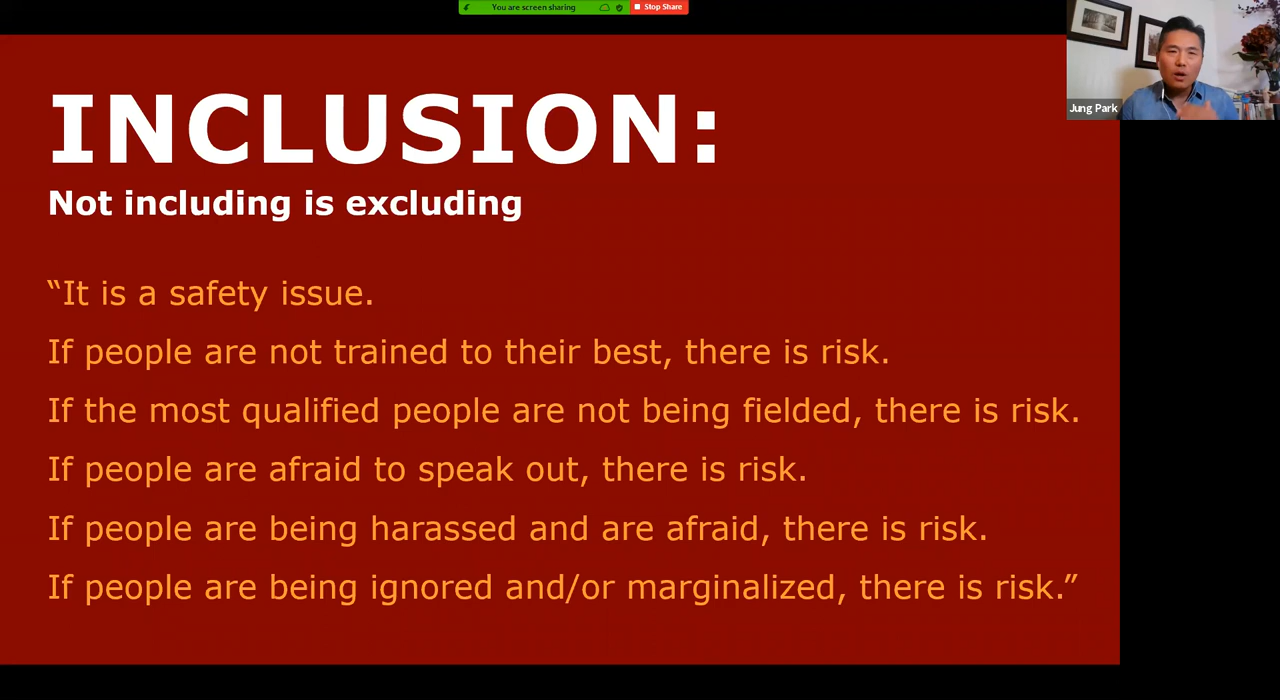 You are screen sharing
Stop Share
Jung Park
INCLUSION:
Not including is excluding
“It is a safety issue.
If people are not trained to their best, there is risk.
If the most qualified people are not being fielded, there is risk.
If people are afraid to speak out, there is risk.
If people are being harassed and are afraid, there is risk.
If people are being ignored and/or marginalized, there is risk.”